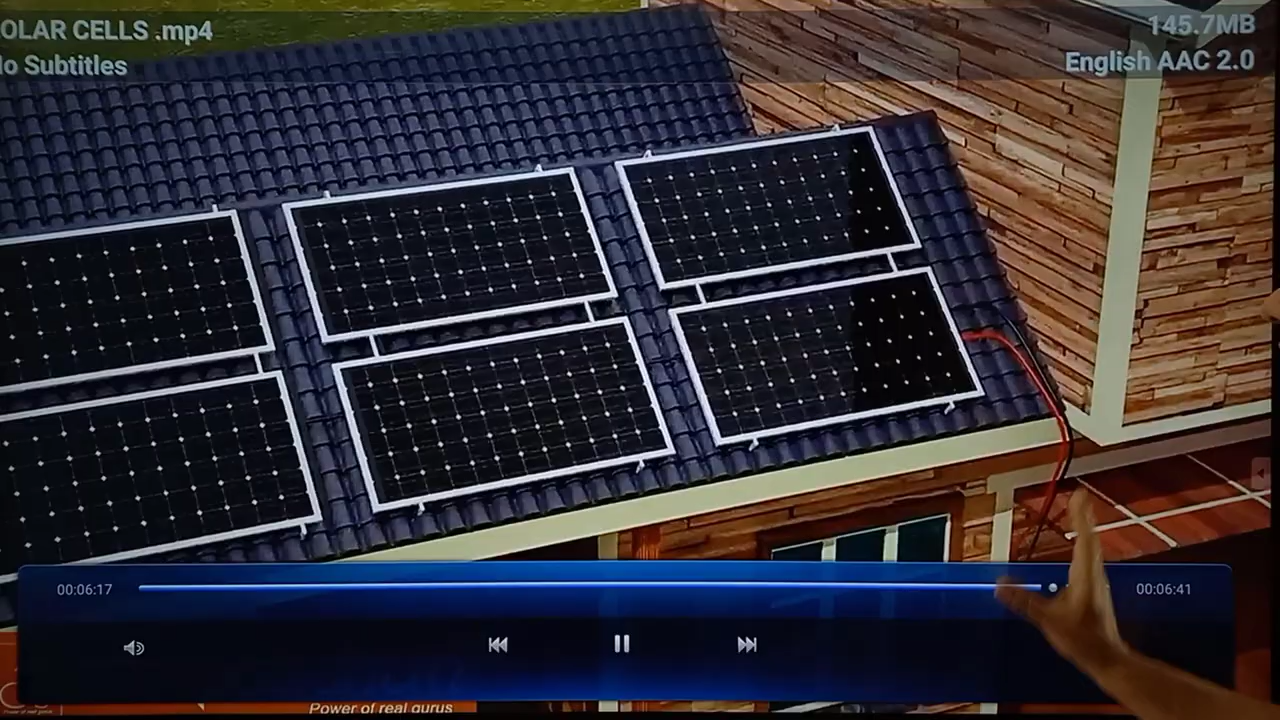 OLAR CELLS .mp4
145.7MB
lo Subtitles
English AAC 2.0
00:06:17
00:06:41
Power of real gurus